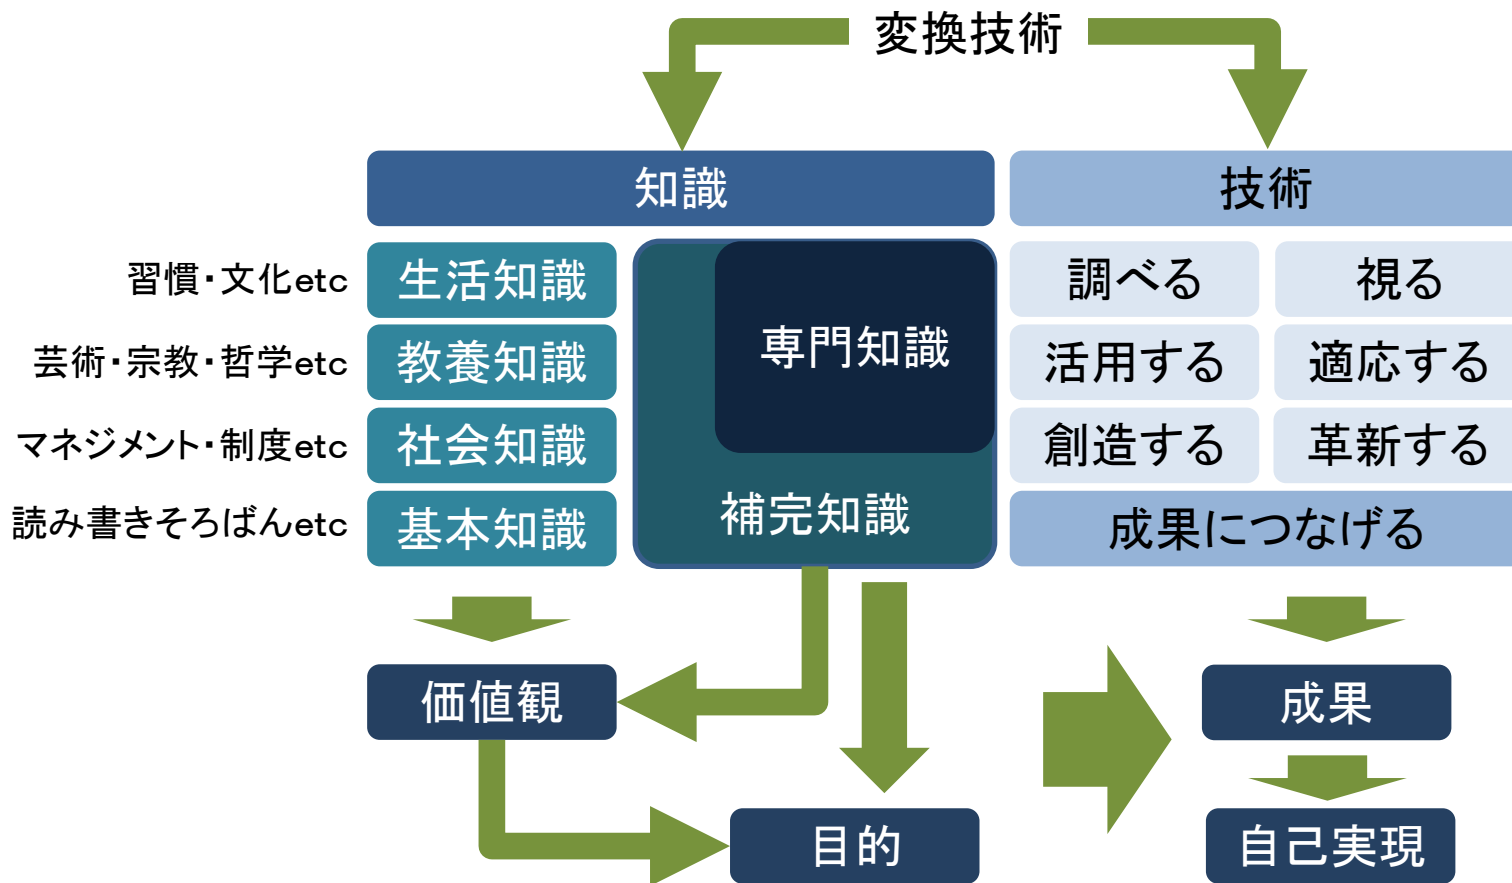 変換技術
知識
技術
習慣・文化etc
生活知識
専門知識
調べる
視る
芸術・宗教・哲学etc
教養知識
活用する
適応する
マネジメント・制度etc
社会知識
創造する
革新する
読み書きそろばんetc
基本知識
補完知識
成果につなげる
価値観
成果
目的
自己実現